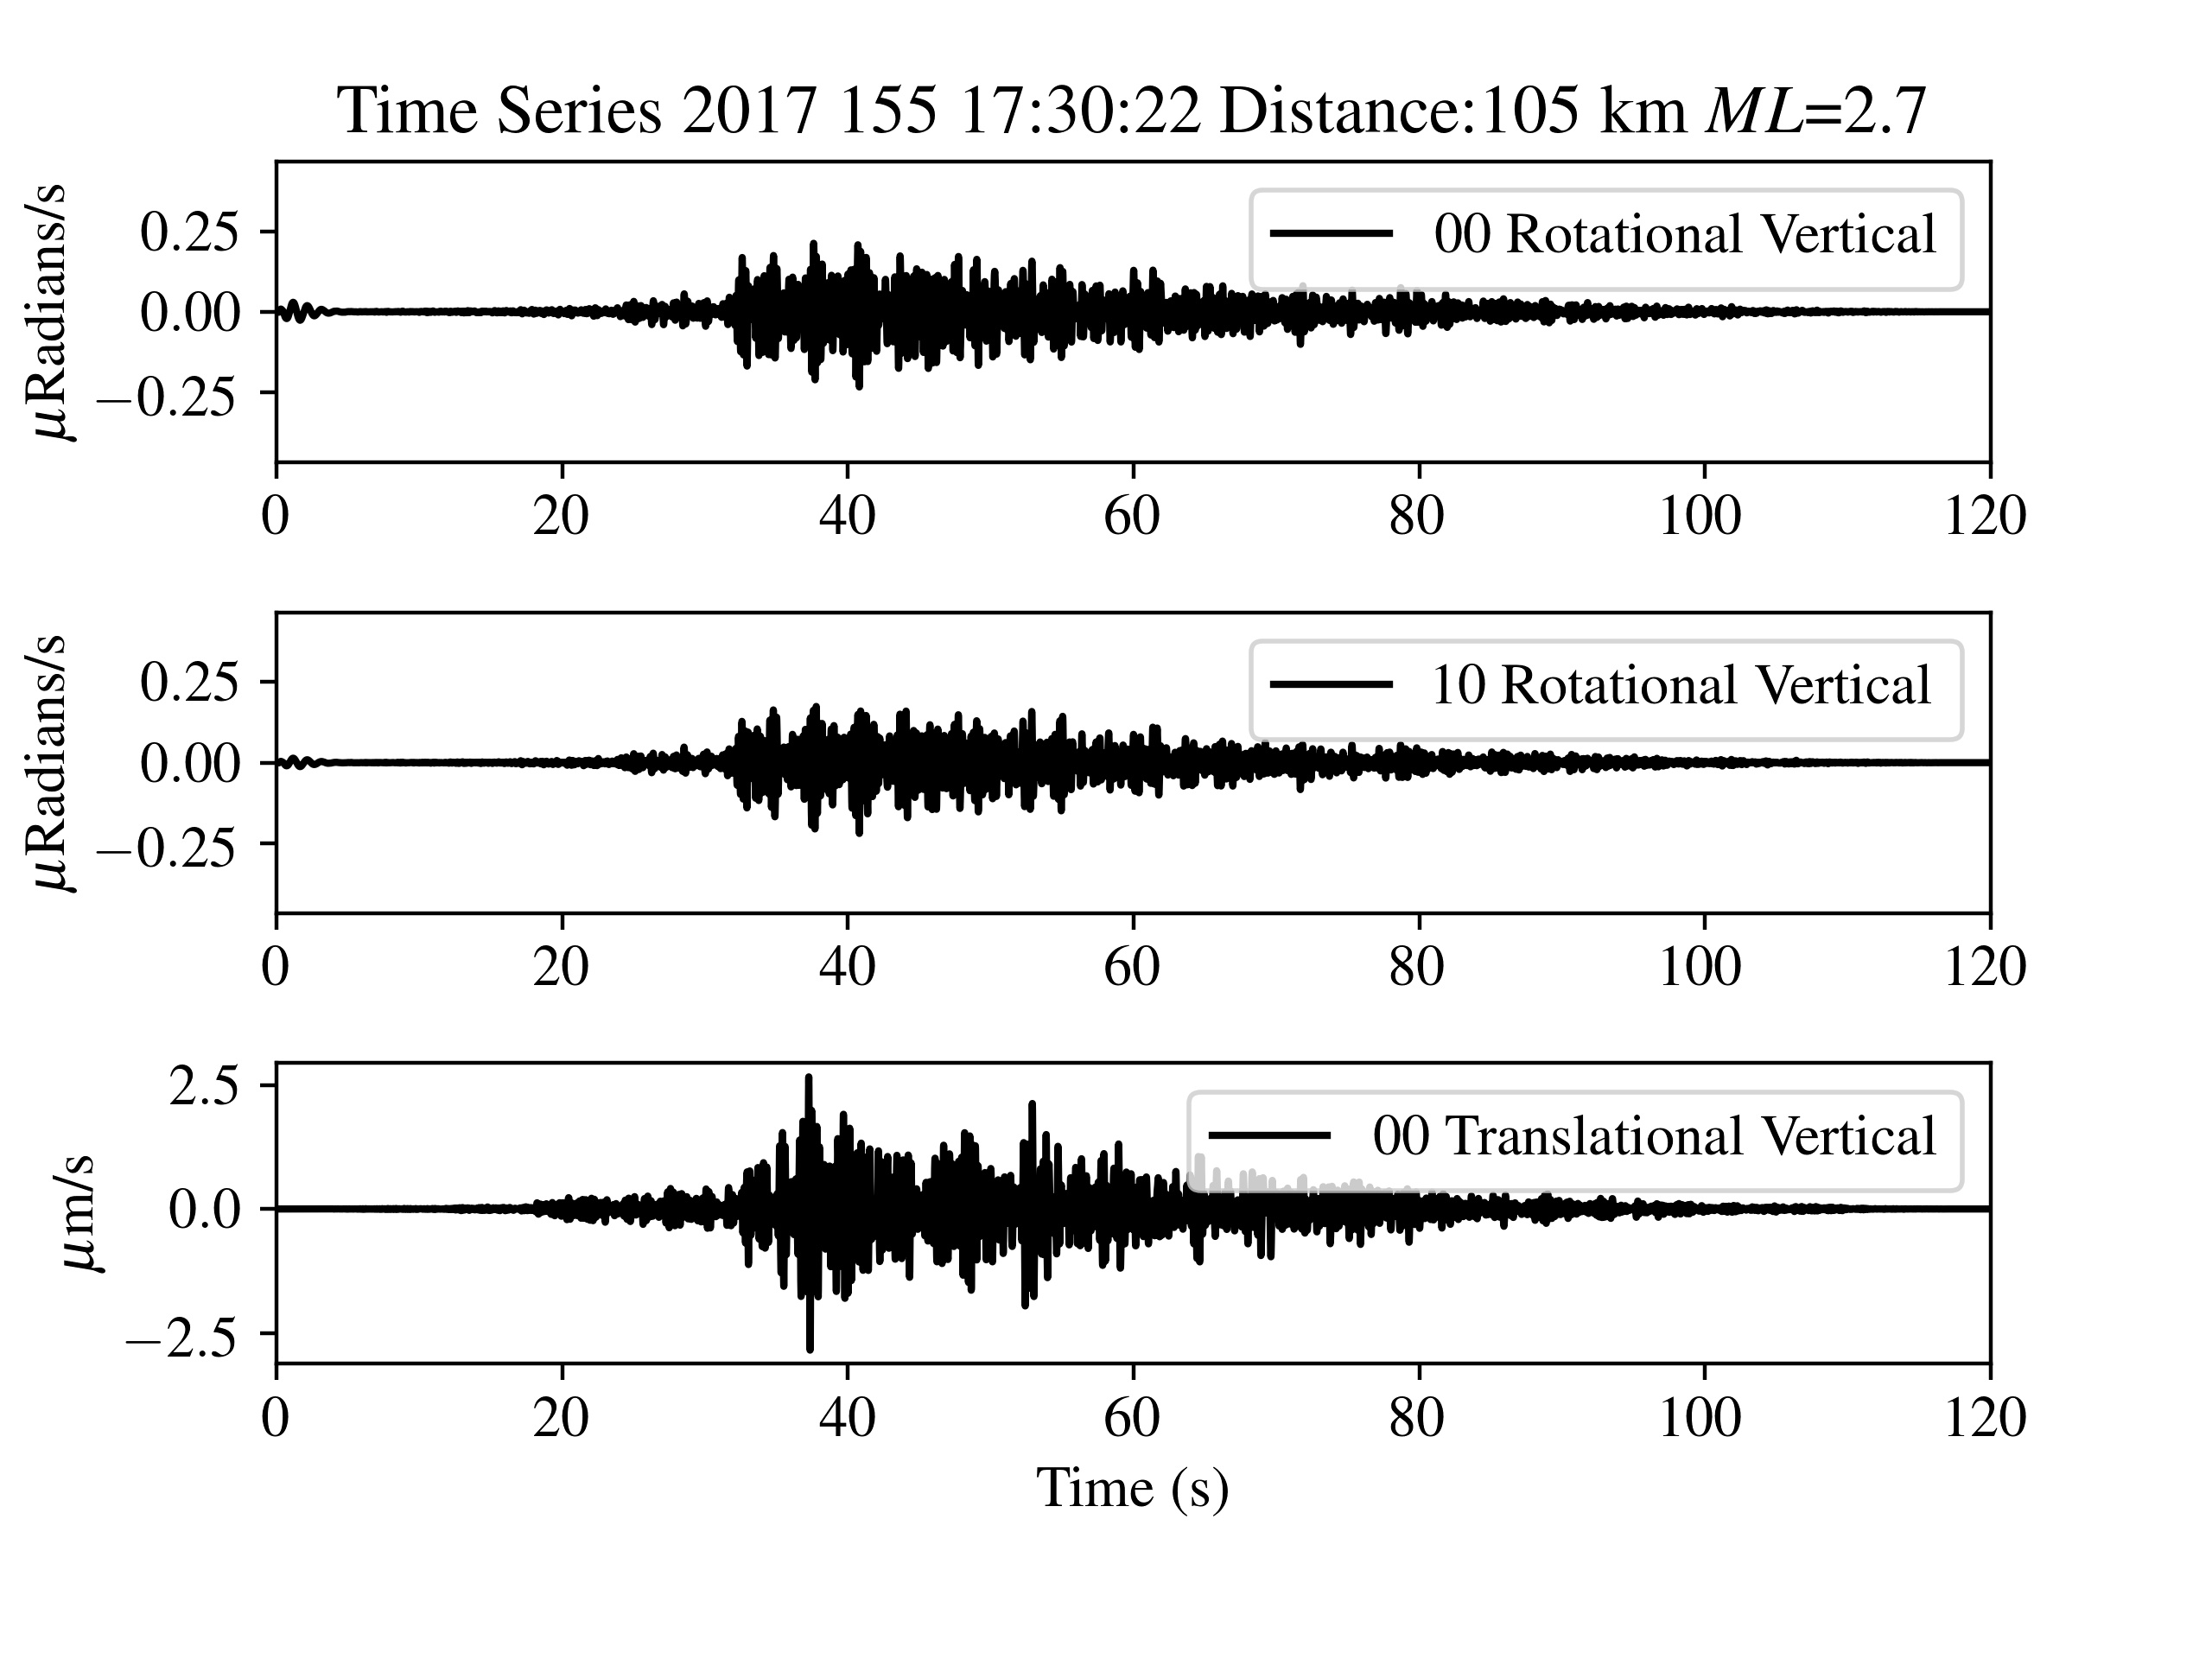 Time Series 2017 155 17:30:22 Distance:105 km ML=2.7
μRadians/s
0.25
0.00
−0.25
00 Rotational Vertical
0 20 40 60 80 100 120
μRadians/s
0.25
0.00
−0.25
10 Rotational Vertical
0 20 40 60 80 100 120
μm/s
2.5
0.0
−2.5
00 Translational Vertical
0 20 40 60 80 100 120
Time (s)